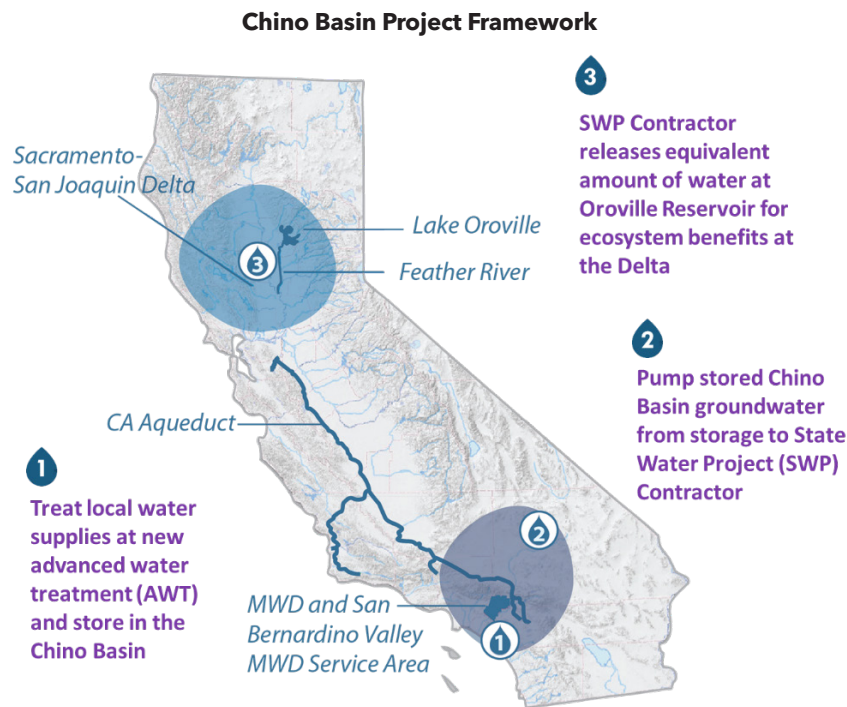 Chino Basin Project Framework
3
SWP Contractor
releases equivalent
amount of water at
Oroville Reservoir for
ecosystem benefits at
the Delta
Sacramento-
San Joaquin Delta
Lake Oroville
3
Feather River
2
Pump stored Chino
Basin groundwater
from storage to State
Water Project (SWP)
Contractor
CA Aqueduct
1
Treat local water
supplies at new
advanced water
treatment (AWT)
and store in the
Chino Basin
2
MWD and San
Bernardino Valley
MWD Service Area
1